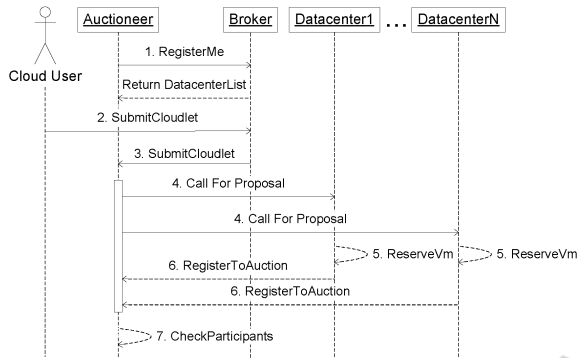 Auctioneer
Broker
Datacenter1
...
DatacenterN
Cloud User
1. RegisterMe
Return DatacenterList
2. SubmitCloudlet
3. SubmitCloudlet
4. Call For Proposal
4. Call For Proposal
5. ReserveVm
5. ReserveVm
6. RegisterToAuction
6. RegisterToAuction
7. CheckParticipants